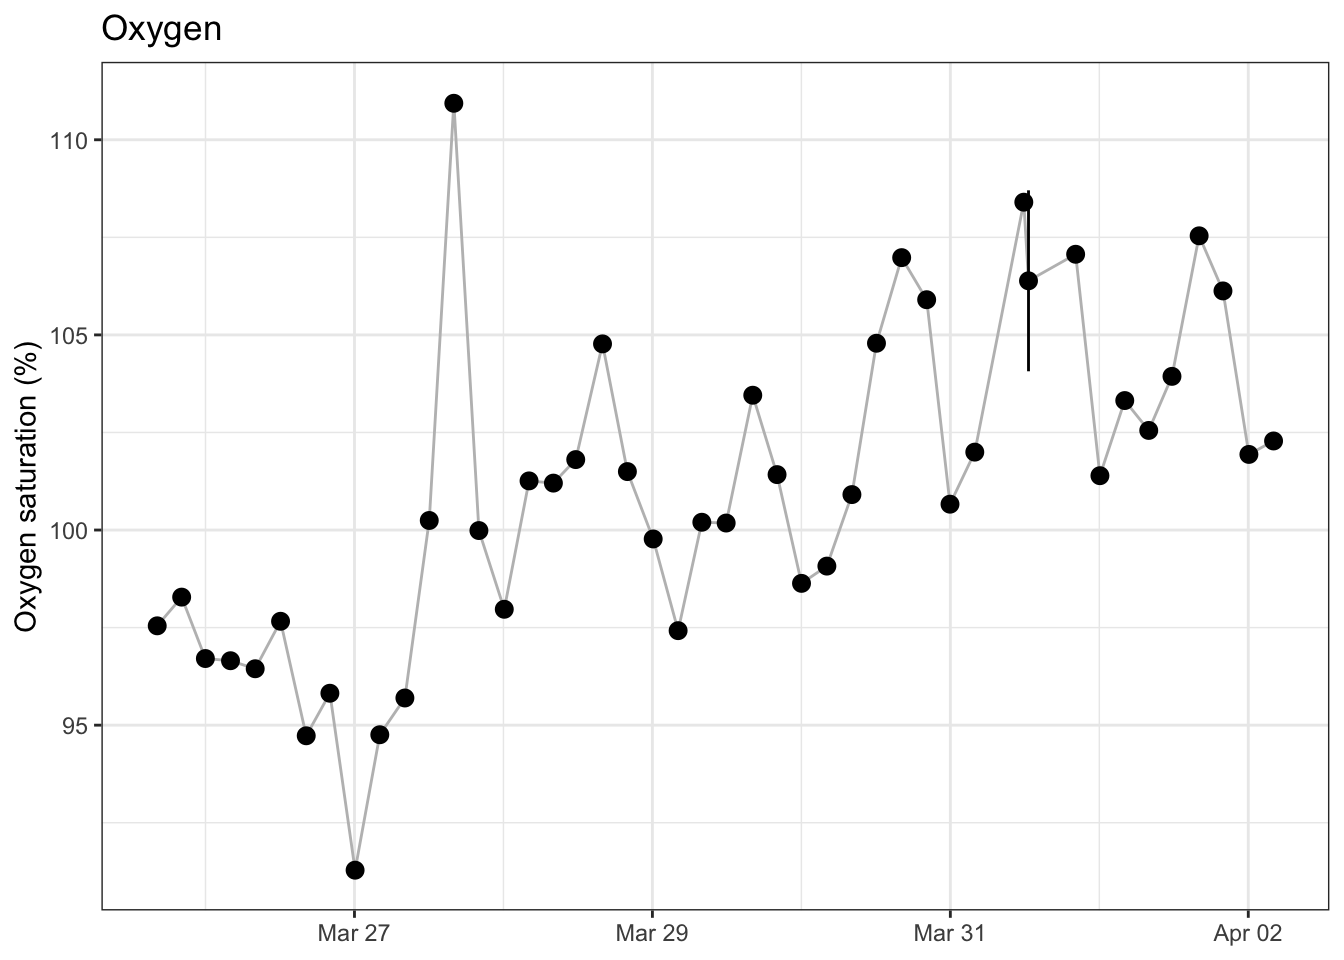 Oxygen
Oxygen saturation (%)
110
105
100
95
Mar 27
Mar 29
Mar 31
Apr 02